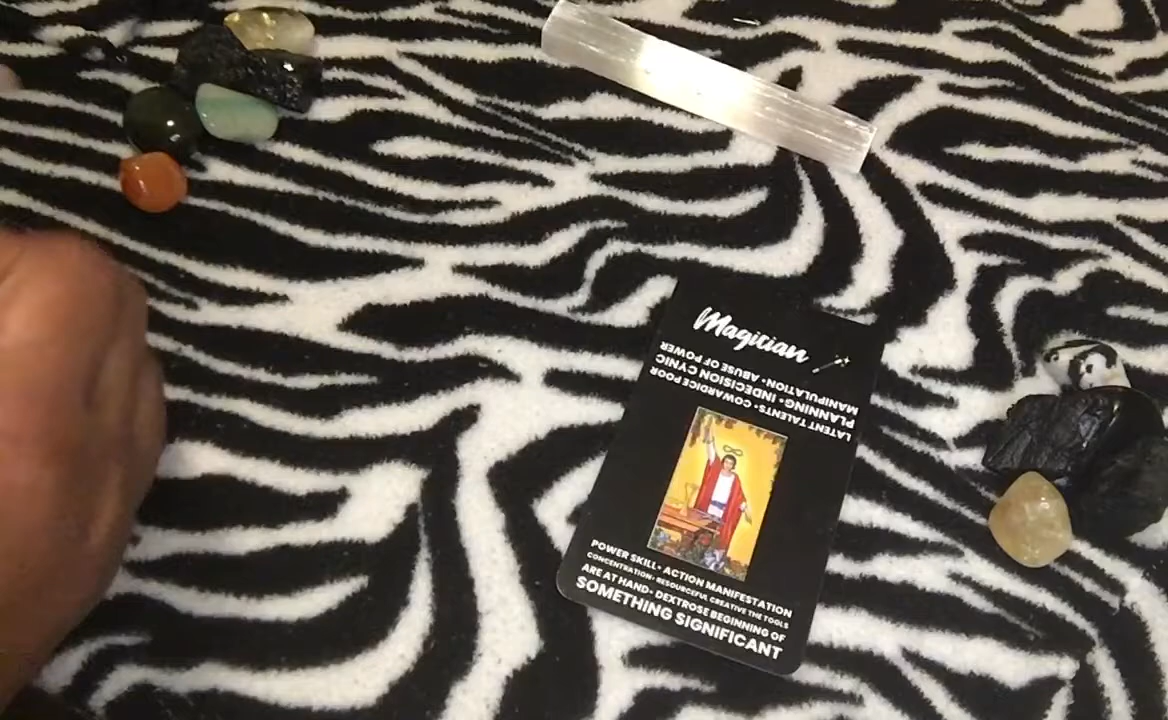 Magician
MANIPULATION • ABUSE OF POWER
PLANNING • INDECISION CYNIC
LATENT TALENTS • COWARDICE POOR
POWER SKILL • ACTION MANIFESTATION
CONCENTRATION • RESOURCEFUL CREATIVE THE TOOLS
ARE AT HAND • DEXTROSE BEGINNING OF
SOMETHING SIGNIFICANT